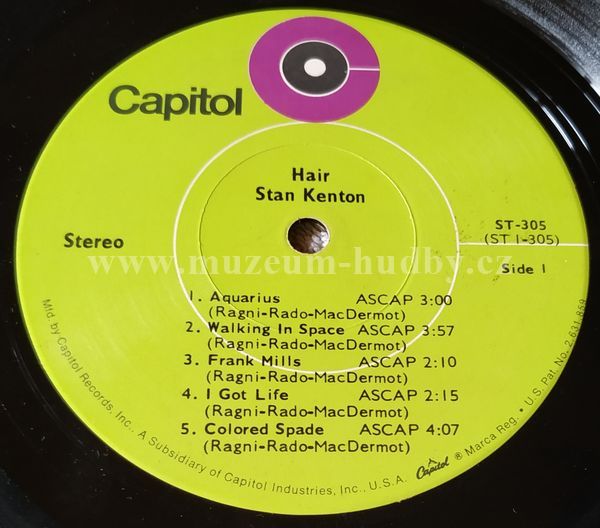 Capitol
Hair
Stan Kenton
Stereo
ST-305
(ST 1-305)
Side 1
www.muzeum-hudby.cz
1. Aquarius ASCAP 3:00
(Ragni-Rado-MacDermot)
2. Walking In Space ASCAP 3:57
(Ragni-Rado-MacDermot)
3. Frank Mills ASCAP 2:10
(Ragni-Rado-MacDermot)
4. I Got Life ASCAP 2:15
(Ragni-Rado-MacDermot)
5. Colored Spade ASCAP 4:07
(Ragni-Rado-MacDermot)
Mfd. by Capitol Records, Inc., A Subsidiary of Capitol Industries, Inc., U.S.A. Capitol ® Marca Reg. • U.S. Pat. No. 2,631,859